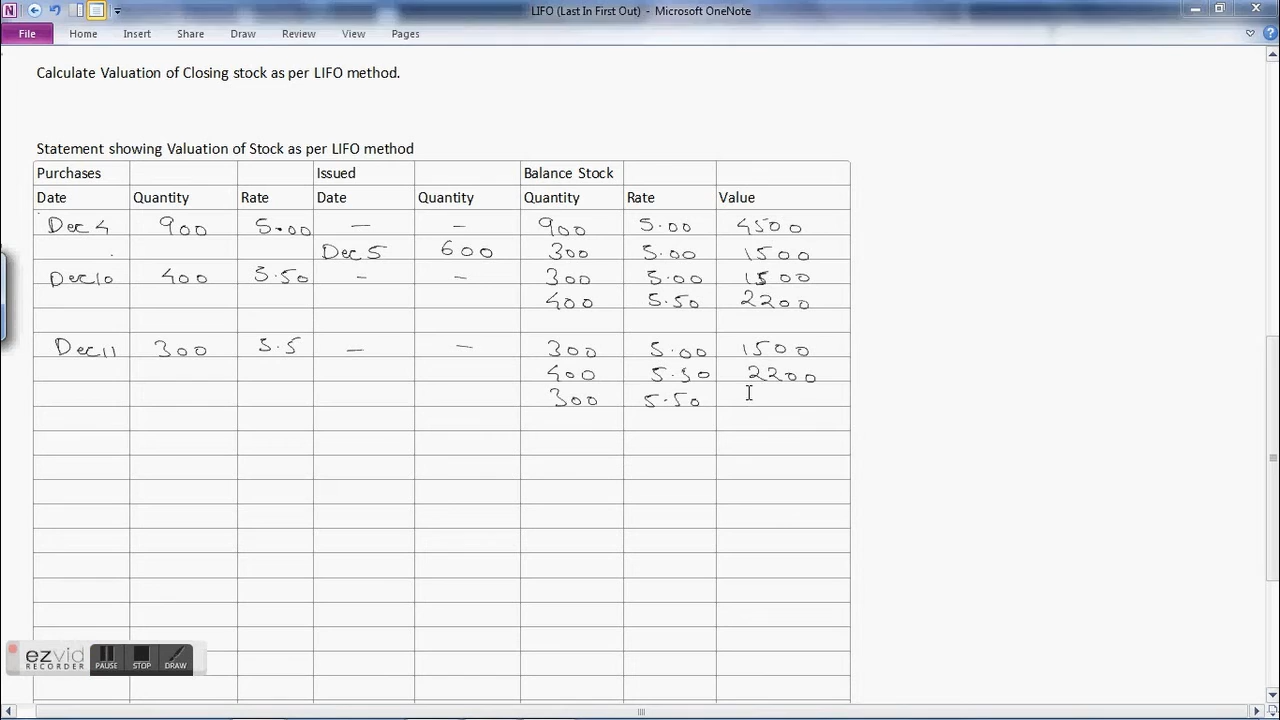 LIFO (Last In First Out) - Microsoft OneNote
File Home Insert Share Draw Review View Pages
Calculate Valuation of Closing stock as per LIFO method.
Statement showing Valuation of Stock as per LIFO method
Purchases Issued Balance Stock
Date Quantity Rate Date Quantity Quantity Rate Value
Dec 4 900 5.00 — — 900 5.00 4500
Dec 5 600 300 5.00 1500
Dec 10 400 5.50 — — 300 5.00 1500
400 5.50 2200
Dec 11 300 5.5 — — 300 5.00 1500
400 5.50 2200
300 5.50
ezvid
RECORDER
PAUSE STOP DRAW